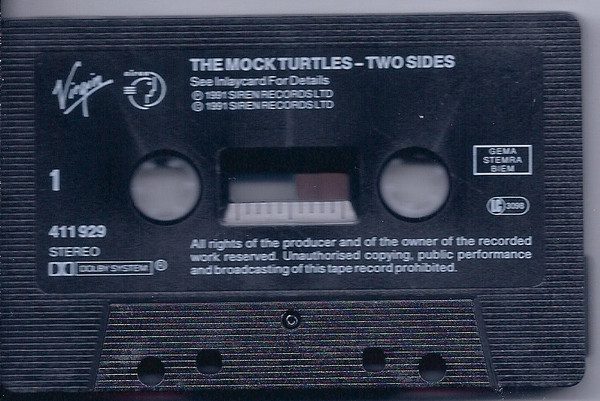 Virgin
siren
THE MOCK TURTLES – TWO SIDES
See Inlaycard For Details
℗ 1991 SIREN RECORDS LTD
© 1991 SIREN RECORDS LTD
GEMA
STEMRA
BIEM
1
LC 3098
411 929
STEREO
DOLBY SYSTEM ®
All rights of the producer and of the owner of the recorded
work reserved. Unauthorised copying, public performance
and broadcasting of this tape record prohibited.